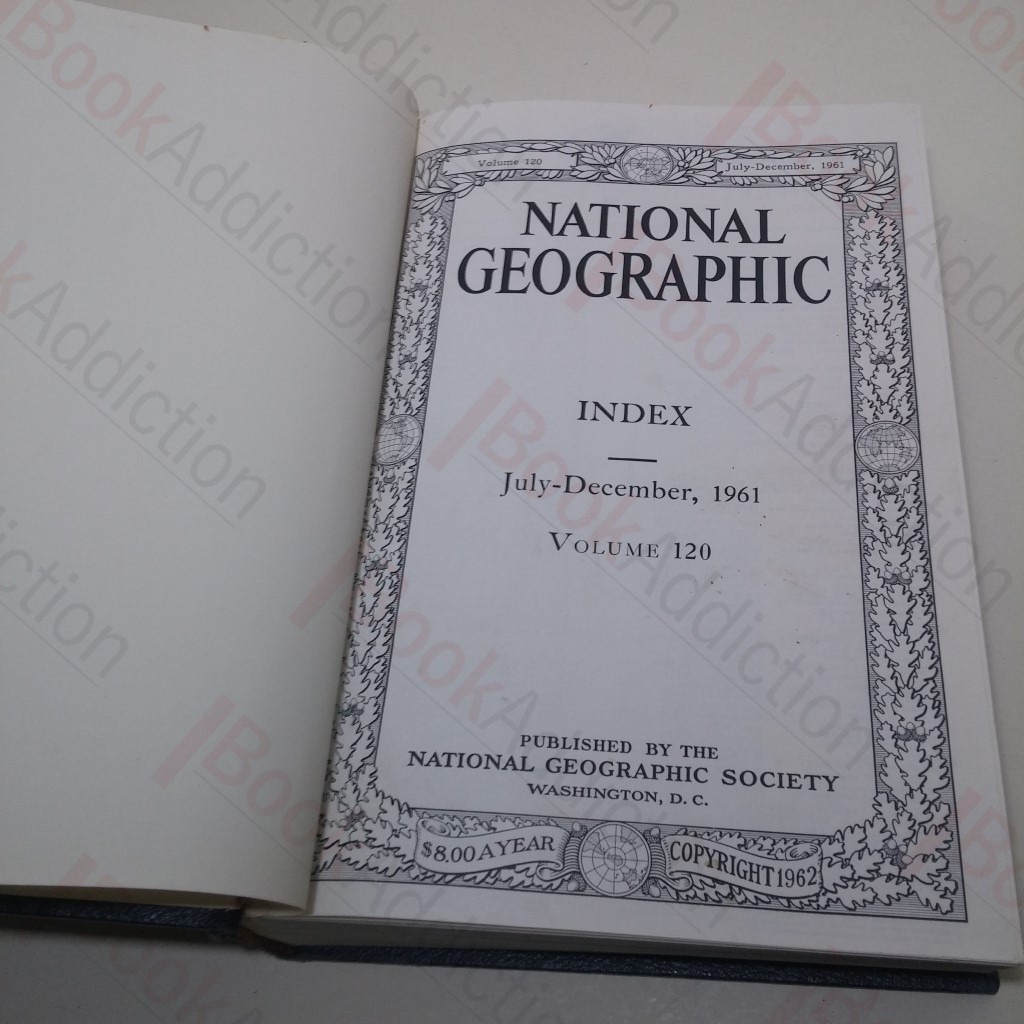 Volume 120
July-December, 1961
NATIONAL
GEOGRAPHIC
INDEX
July-December, 1961
VOLUME 120
PUBLISHED BY THE
NATIONAL GEOGRAPHIC SOCIETY
WASHINGTON, D. C.
$8.00 A YEAR
COPYRIGHT 1962
BookAddiction